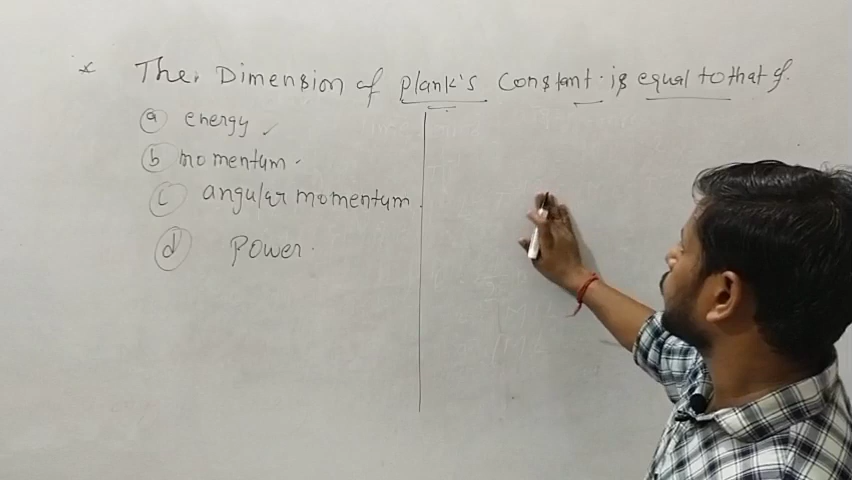 * The Dimension of plank's constant is equal to that of.
(a) energy
(b) momentum.
(c) angular momentum.
(d) Power.